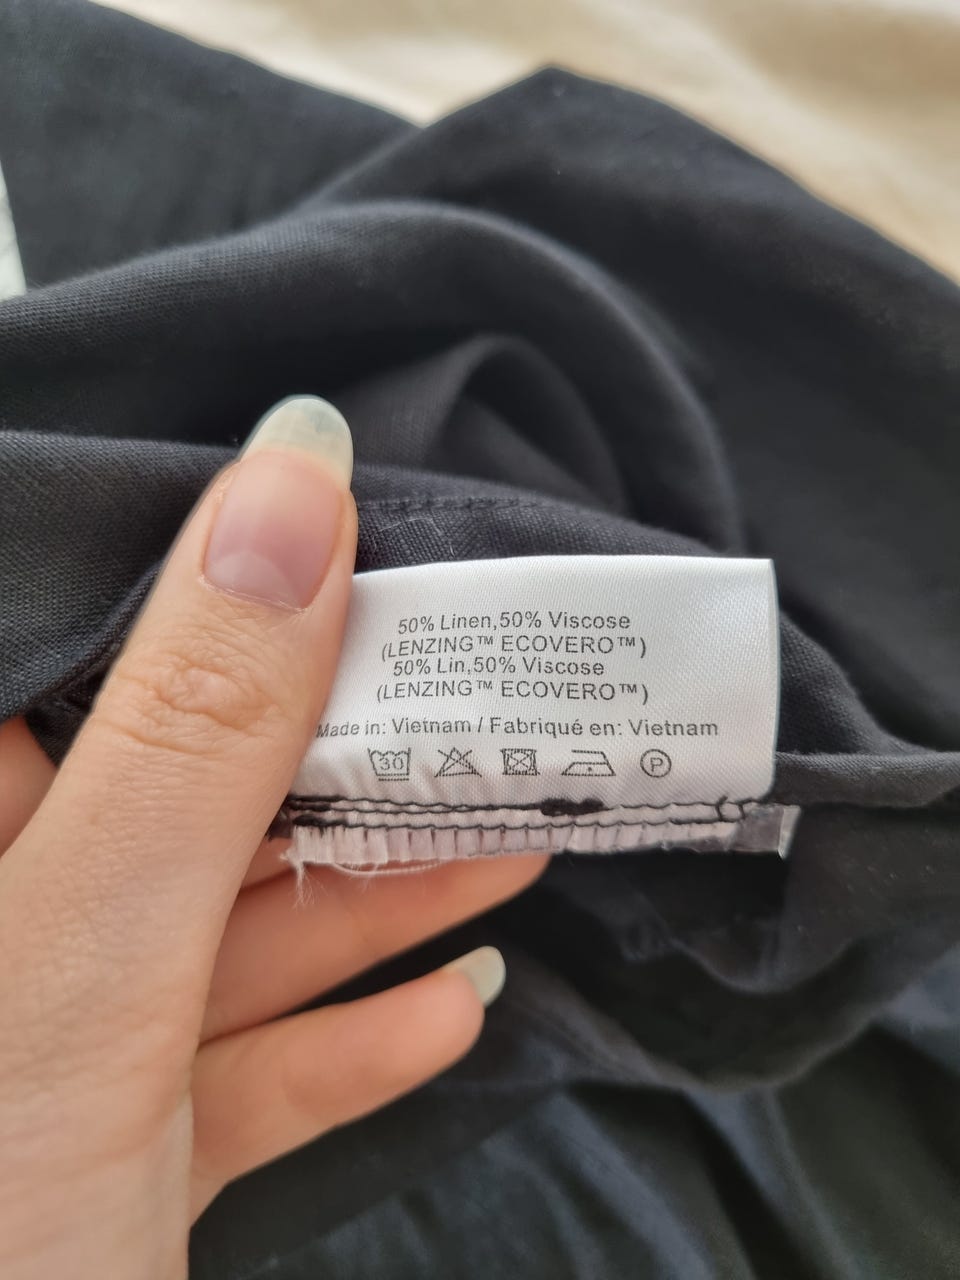 50% Linen,50% Viscose
(LENZING™ ECOVERO™)
50% Lin,50% Viscose
(LENZING™ ECOVERO™)
Made in: Vietnam / Fabriqué en: Vietnam
30 P